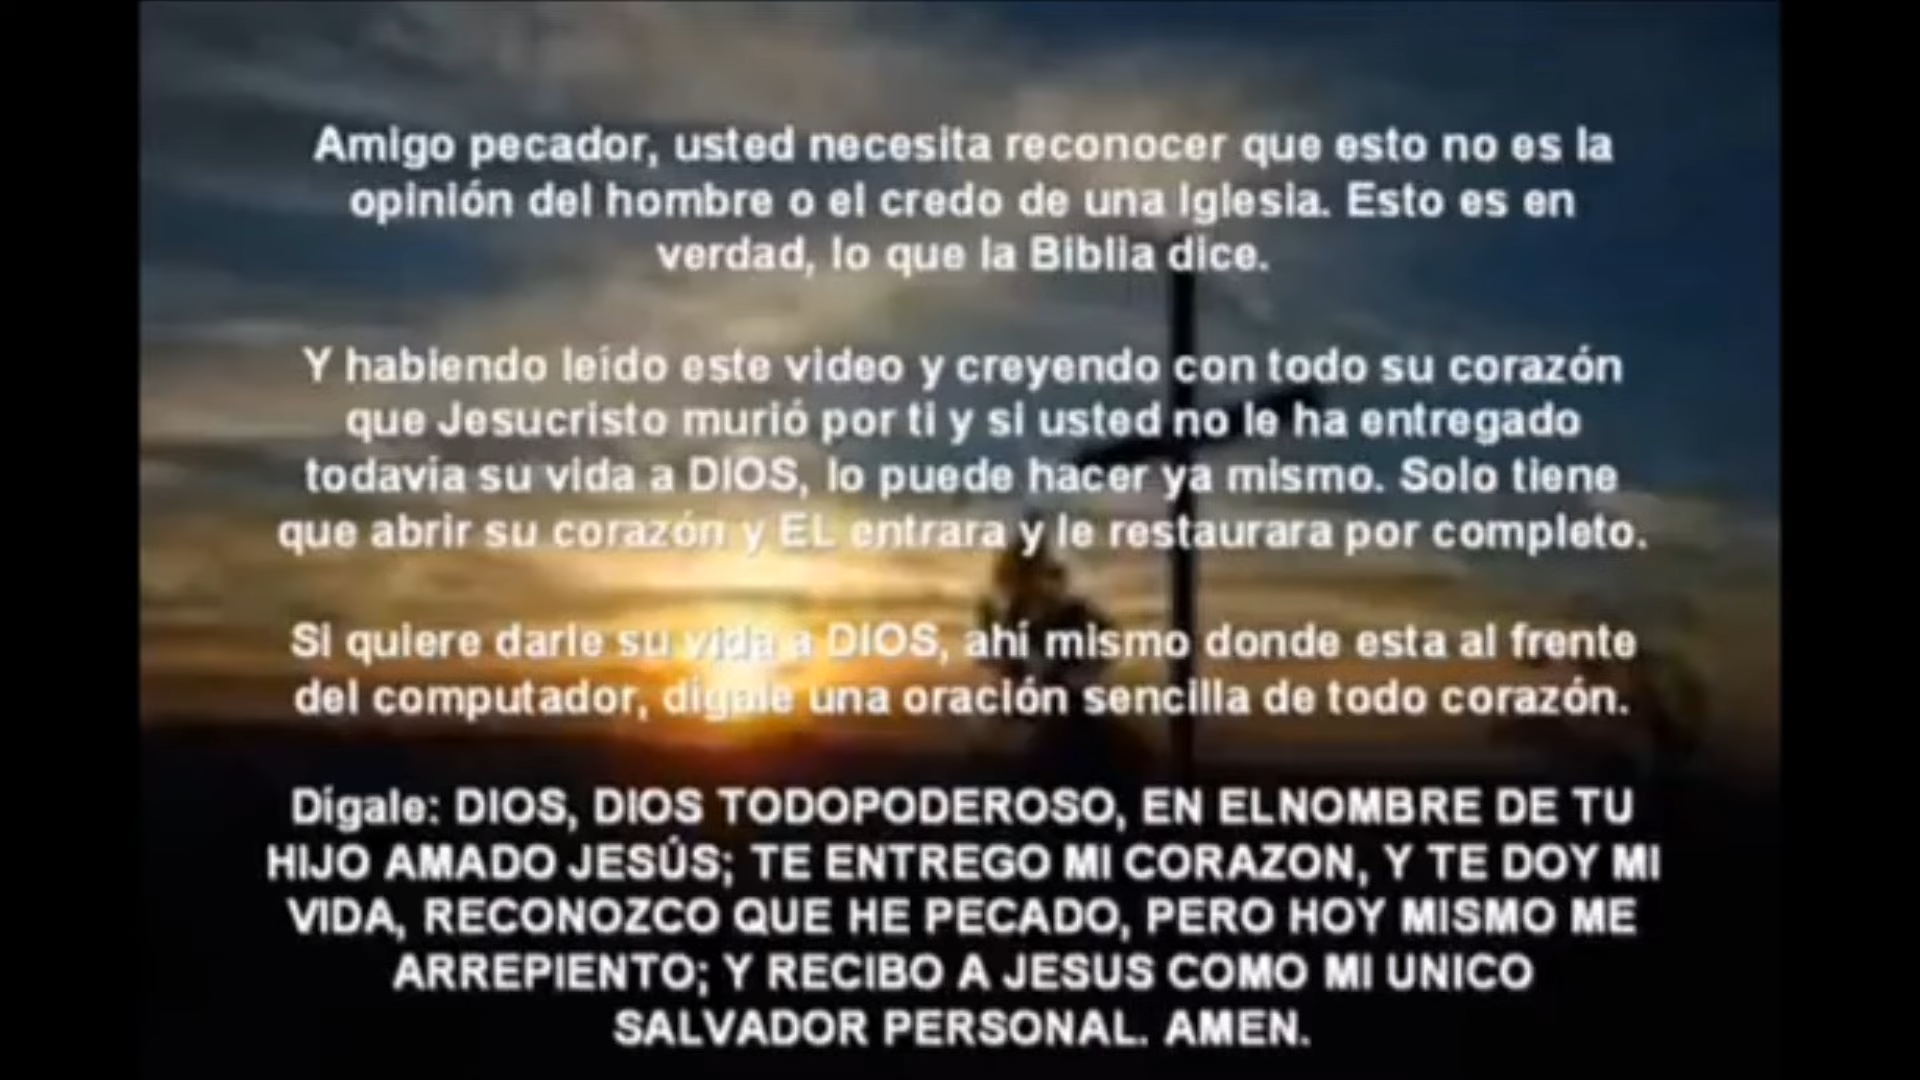 Amigo pecador, usted necesita reconocer que esto no es la
opinión del hombre o el credo de una Iglesia. Esto es en
verdad, lo que la Biblia dice.
Y habiendo leído este video y creyendo con todo su corazón
que Jesucristo murió por ti y si usted no le ha entregado
todavía su vida a DIOS, lo puede hacer ya mismo. Solo tiene
que abrir su corazón y EL entrara y le restaurara por completo.
Si quiere darle su vida a DIOS, ahí mismo donde esta al frente
del computador, dígale una oración sencilla de todo corazón.
Dígale: DIOS, DIOS TODOPODEROSO, EN ELNOMBRE DE TU
HIJO AMADO JESÚS; TE ENTREGO MI CORAZON, Y TE DOY MI
VIDA, RECONOZCO QUE HE PECADO, PERO HOY MISMO ME
ARREPIENTO; Y RECIBO A JESUS COMO MI UNICO
SALVADOR PERSONAL. AMEN.